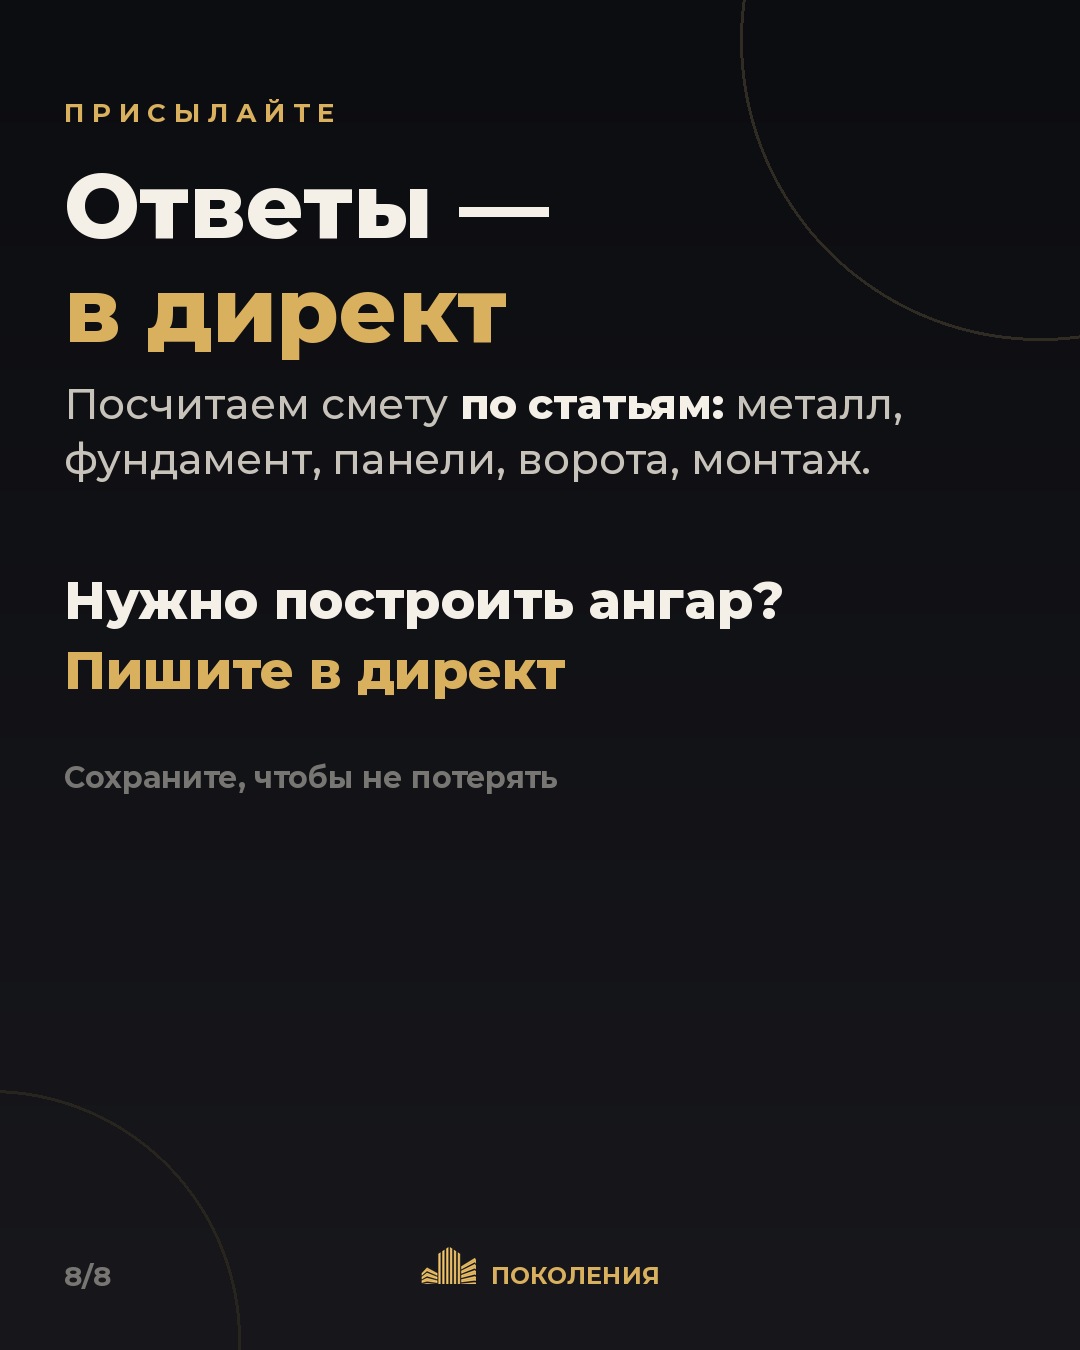 ПРИСЫЛАЙТЕ
Ответы —
в директ
Посчитаем смету по статьям: металл,
фундамент, панели, ворота, монтаж.
Нужно построить ангар?
Пишите в директ
Сохраните, чтобы не потерять
8/8
ПОКОЛЕНИЯ